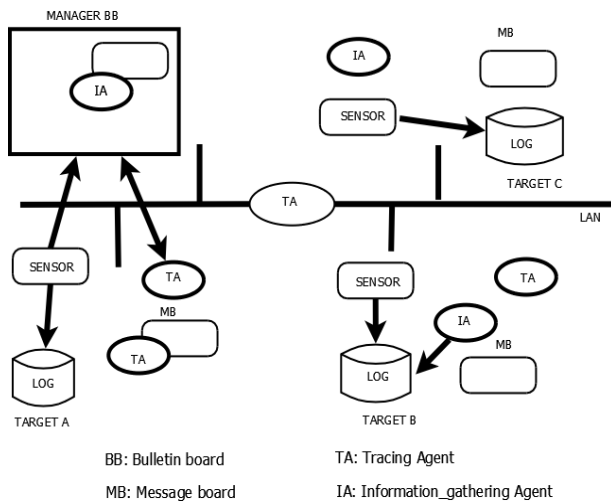 MANAGER BB
IA
IA
MB
SENSOR
LOG
TARGET C
TA
LAN
SENSOR
TA
MB
TA
LOG
TARGET A
SENSOR
TA
IA
MB
LOG
TARGET B
BB: Bulletin board
TA: Tracing Agent
MB: Message board
IA: Information_gathering Agent